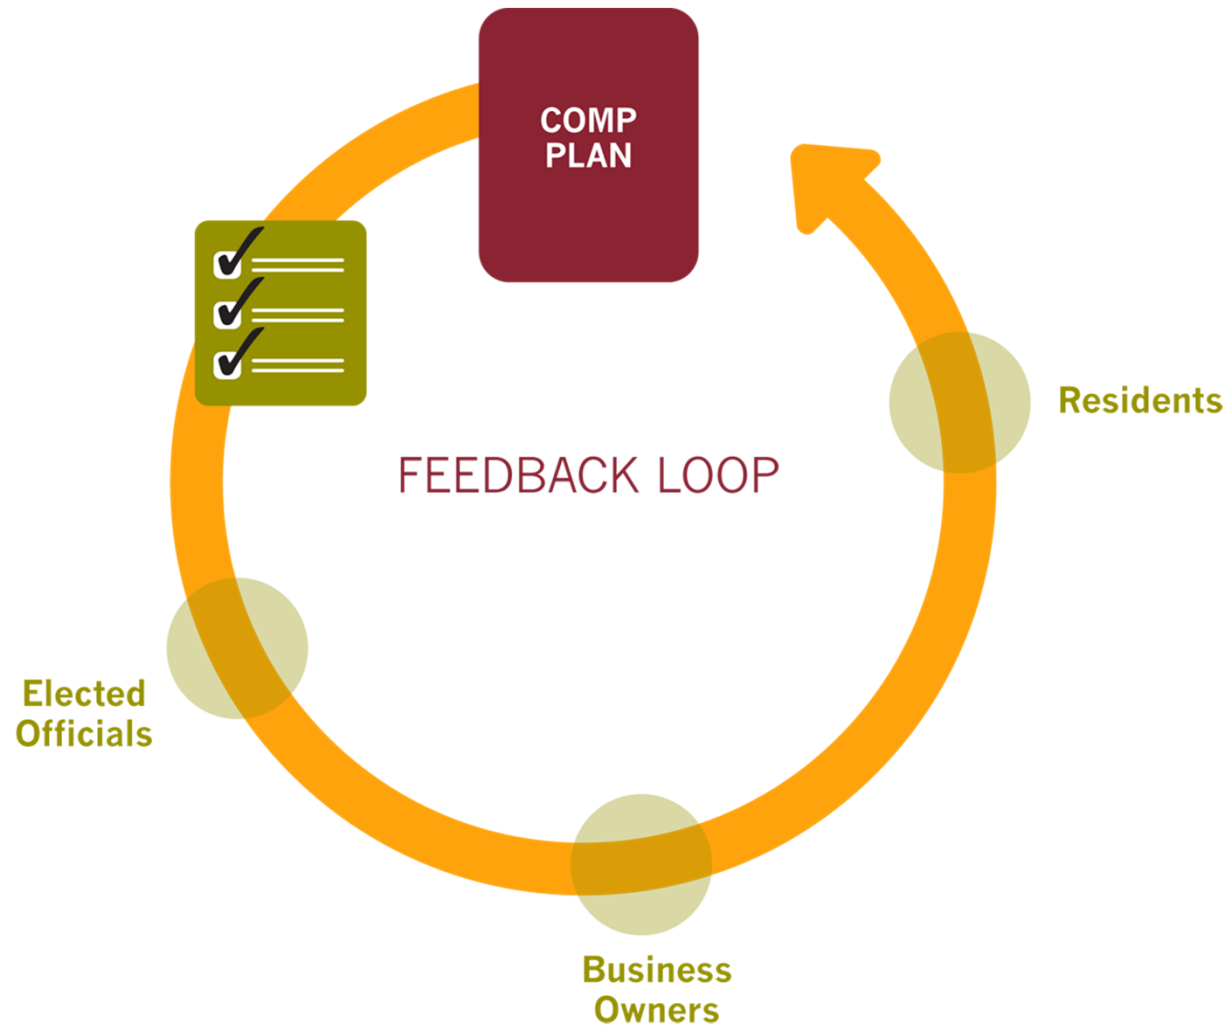 COMP
PLAN
FEEDBACK LOOP
Residents
Elected
Officials
Business
Owners